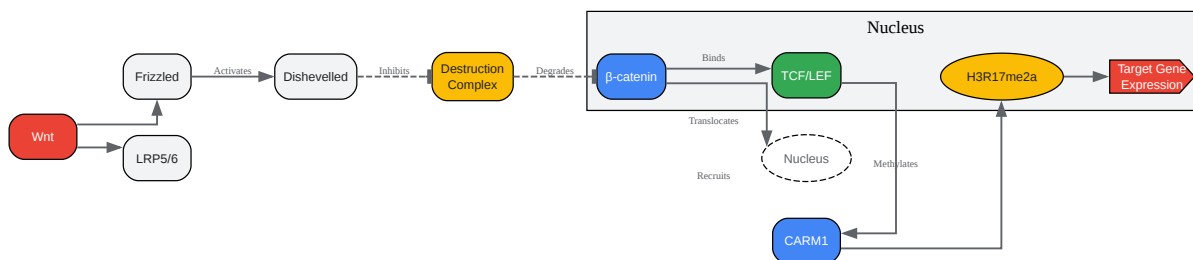 Nucleus
Frizzled
Activates
Dishevelled
Inhibits
Destruction
Complex
Degrades
β-catenin
Binds
TCF/LEF
H3R17me2a
Target Gene
Expression
Wnt
LRP5/6
Translocates
Nucleus
Recruits
Methylates
CARM1